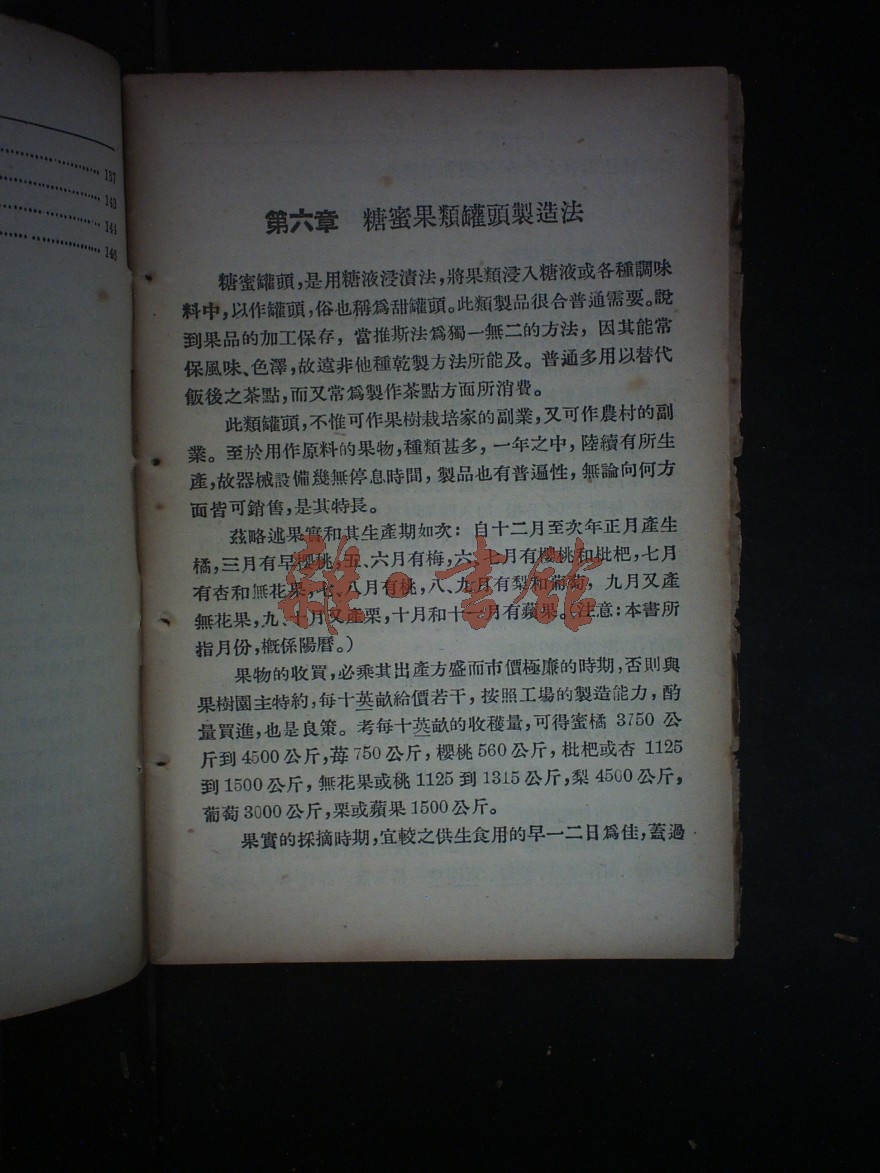 137
140
144
146
第六章 糖蜜果類罐頭製造法
糖蜜罐頭,是用糖液浸漬法,將果類浸入糖液或各種調味
料中,以作罐頭,俗也稱爲甜罐頭。此類製品很合普通需要。說
到果品的加工保存,當推斯法爲獨一無二的方法,因其能常
保風味、色澤,故遠非他種乾製方法所能及。普通多用以替代
飯後之茶點,而又常爲製作茶點方面所消費。
此類罐頭,不惟可作果樹栽培家的副業,又可作農村的副
業。至於用作原料的果物,種類甚多,一年之中,陸續有所生
產,故器械設備幾無停息時間,製品也有普遍性,無論向何方
面皆可銷售,是其特長。
茲略述果實和其生產期如次:自十二月至次年正月產生
橘,三月有早櫻桃,五、六月有梅,六、七月有櫻桃和枇杷,七月
有杏和無花果,七、八月有桃,八、九月有梨和葡萄,九月又產
無花果,九、十月又產栗,十月和十一月有蘋果。(注意:本書所
指月份,概係陽曆。)
果物的收買,必乘其出產方盛而市價極廉的時期,否則與
果樹園主特約,每十英畝給價若干,按照工場的製造能力,酌
量買進,也是良策。考每十英畝的收穫量,可得蜜橘 3750 公
斤到 4500 公斤,莓 750 公斤,櫻桃 560 公斤,枇杷或杏 1125
到 1500 公斤,無花果或桃 1125 到 1315 公斤,梨 4500 公斤,
葡萄 3000 公斤,栗或蘋果 1500 公斤。
果實的採摘時期,宜較之供生食用的早一二日爲佳,蓋過
雜·書館